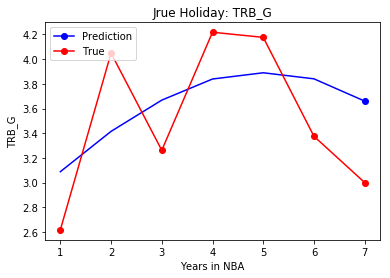 Jrue Holiday: TRB_G
Prediction
True
TRB_G
4.2
4.0
3.8
3.6
3.4
3.2
3.0
2.8
2.6
1 2 3 4 5 6 7
Years in NBA